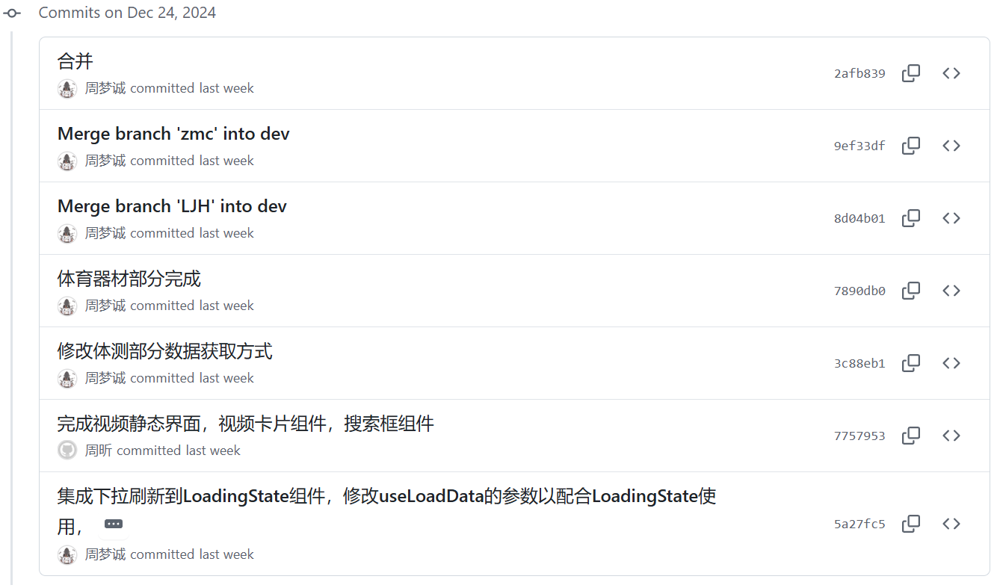 Commits on Dec 24, 2024
合并
周梦诚 committed last week
2afb839
Merge branch 'zmc' into dev
周梦诚 committed last week
9ef33df
Merge branch 'LJH' into dev
周梦诚 committed last week
8d04b01
体育器材部分完成
周梦诚 committed last week
7890db0
修改体测部分数据获取方式
周梦诚 committed last week
3c88eb1
完成视频静态界面，视频卡片组件，搜索框组件
周昕 committed last week
7757953
集成下拉刷新到LoadingState组件，修改useLoadData的参数以配合LoadingState使
用，
周梦诚 committed last week
5a27fc5